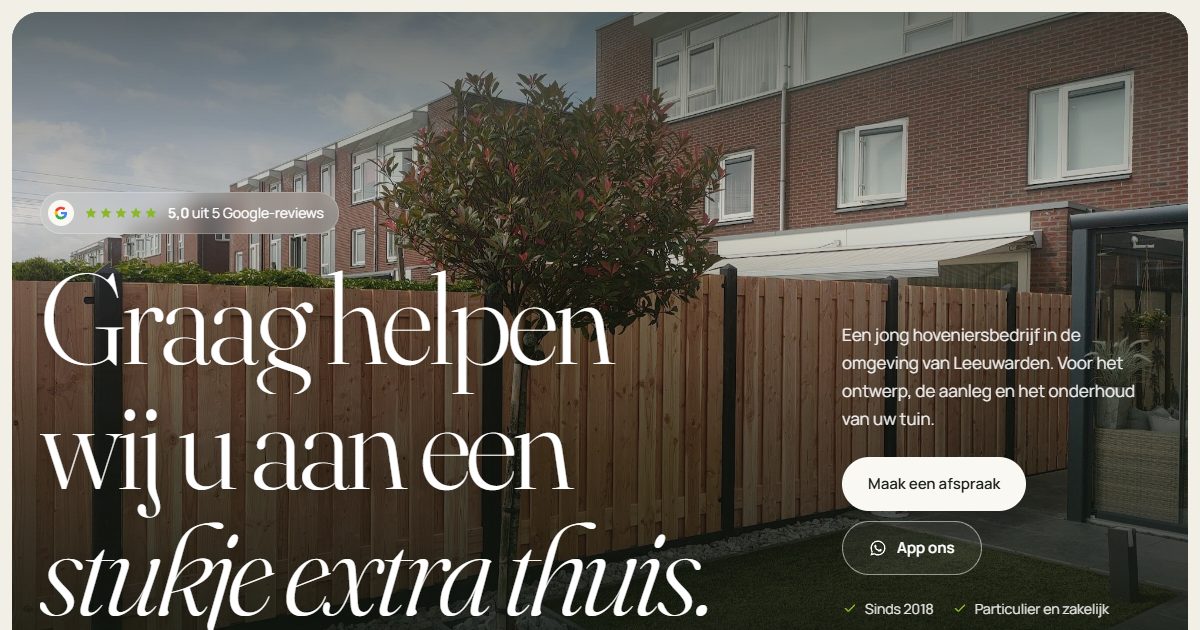 5,0 uit 5 Google-reviews
Graag helpen
wij u aan een
stukje extra thuis.
Een jong hoveniersbedrijf in de
omgeving van Leeuwarden. Voor het
ontwerp, de aanleg en het onderhoud
van uw tuin.
Maak een afspraak
App ons
Sinds 2018
Particulier en zakelijk